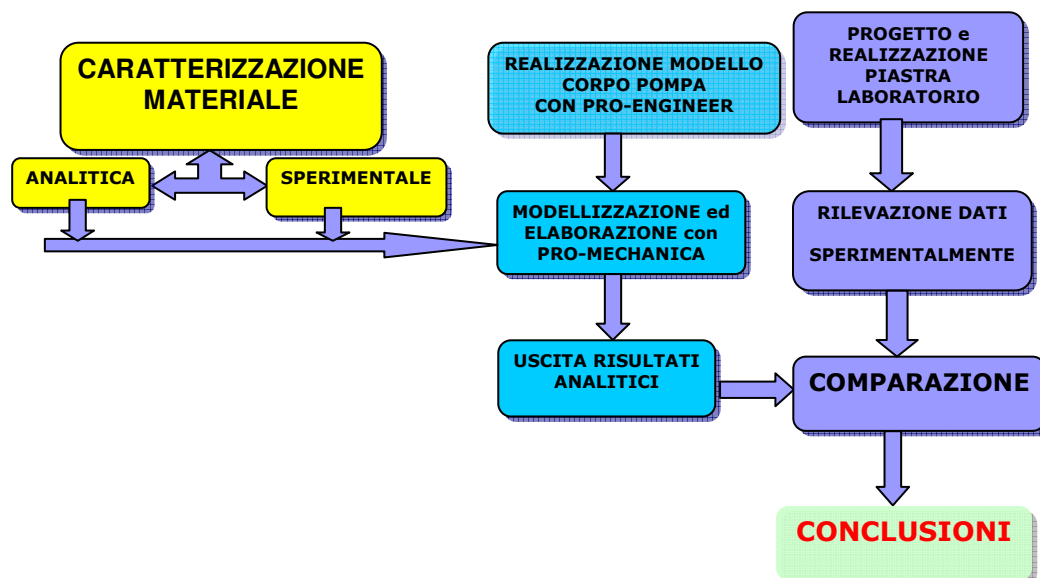 CARATTERIZZAZIONE
MATERIALE
ANALITICA
SPERIMENTALE
REALIZZAZIONE MODELLO
CORPO POMPA
CON PRO-ENGINEER
MODELLIZZAZIONE ed
ELABORAZIONE con
PRO-MECHANICA
USCITA RISULTATI
ANALITICI
PROGETTO e
REALIZZAZIONE
PIASTRA
LABORATORIO
RILEVAZIONE DATI
SPERIMENTALMENTE
COMPARAZIONE
CONCLUSIONI